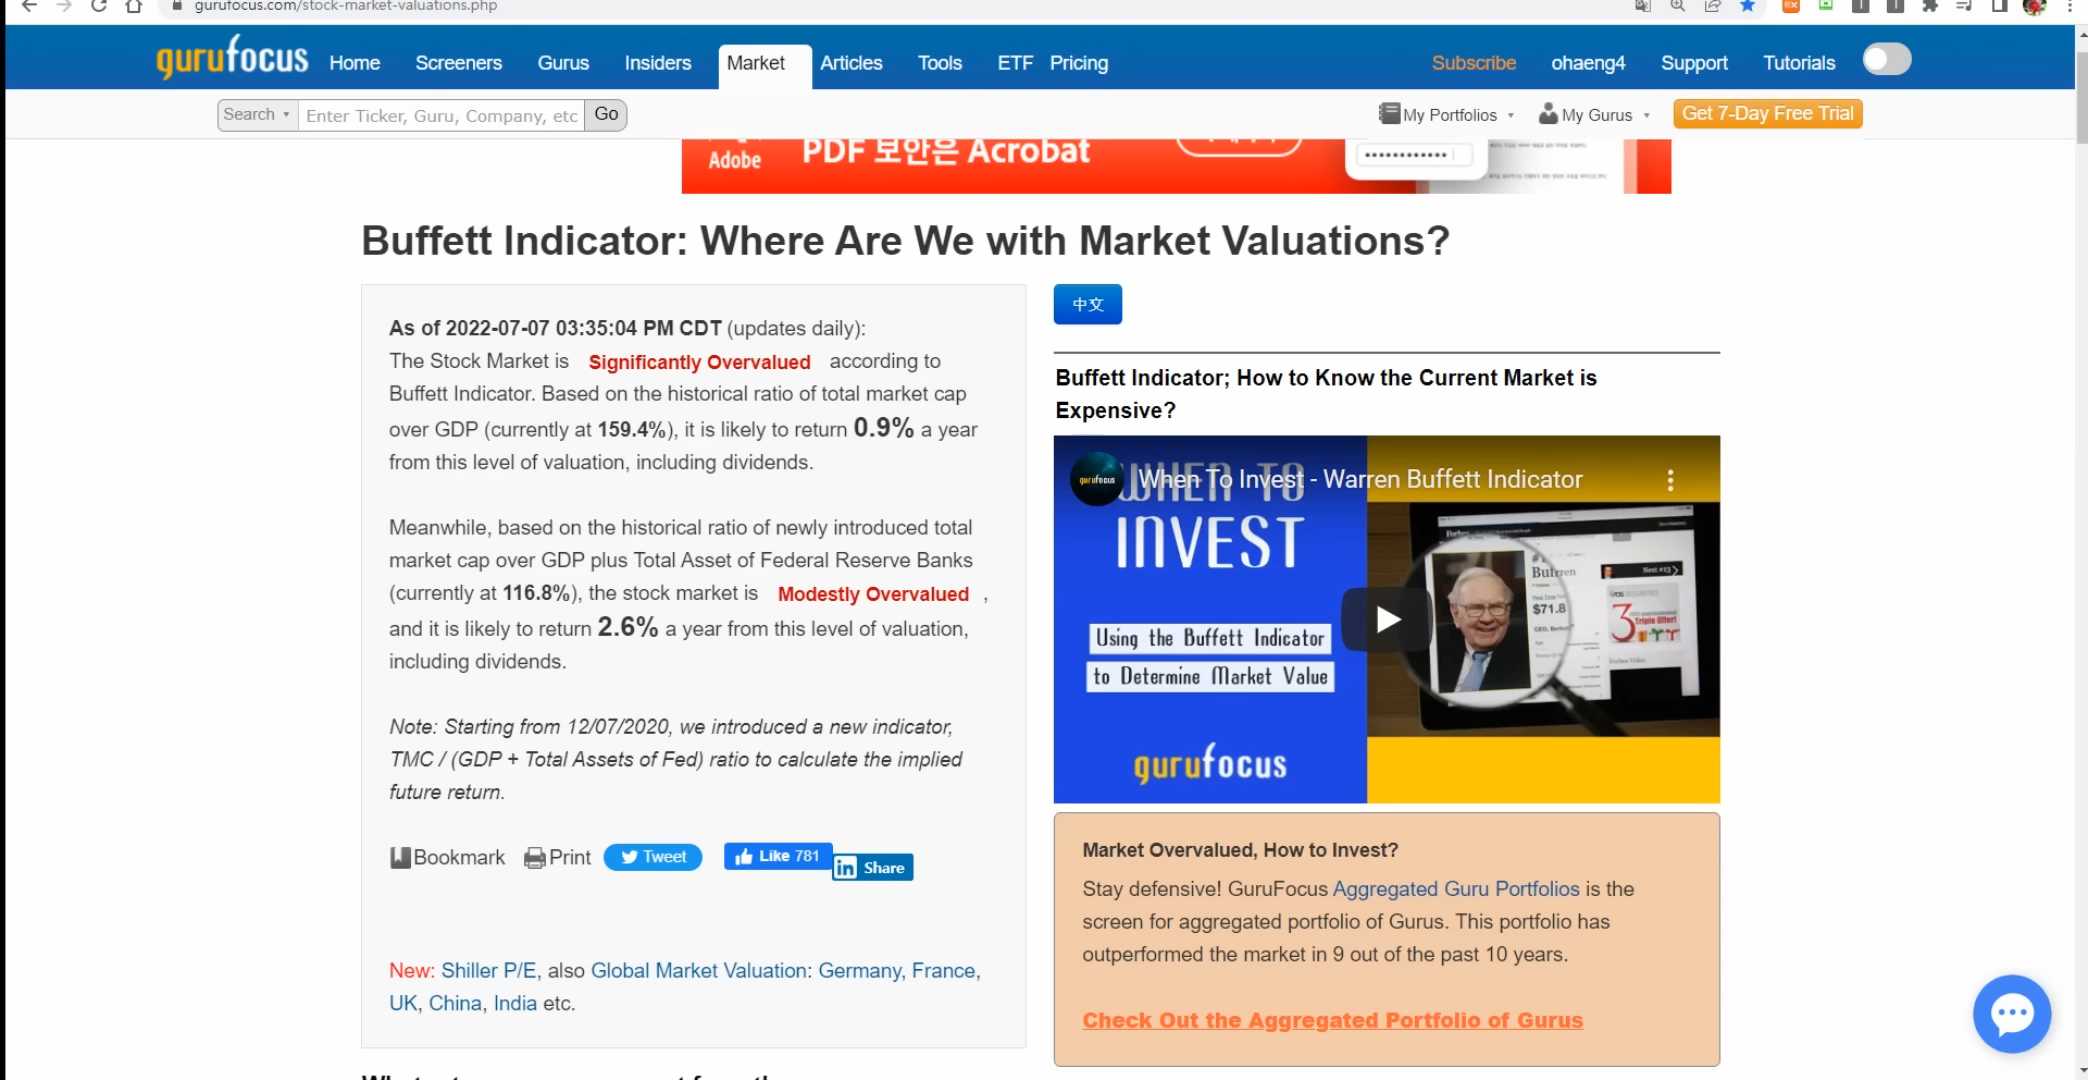 gurufocus.com/stock-market-valuations.php
gurufocus Home Screeners Gurus Insiders Market Articles Tools ETF Pricing Subscribe ohaeng4 Support Tutorials
Search Enter Ticker, Guru, Company, etc Go My Portfolios My Gurus Get 7-Day Free Trial
Adobe PDF 보안은 Acrobat
Buffett Indicator: Where Are We with Market Valuations?
As of 2022-07-07 03:35:04 PM CDT (updates daily):
The Stock Market is Significantly Overvalued according to
Buffett Indicator. Based on the historical ratio of total market cap
over GDP (currently at 159.4%), it is likely to return 0.9% a year
from this level of valuation, including dividends.
Meanwhile, based on the historical ratio of newly introduced total
market cap over GDP plus Total Asset of Federal Reserve Banks
(currently at 116.8%), the stock market is Modestly Overvalued ,
and it is likely to return 2.6% a year from this level of valuation,
including dividends.
Note: Starting from 12/07/2020, we introduced a new indicator,
TMC / (GDP + Total Assets of Fed) ratio to calculate the implied
future return.
Bookmark Print Tweet Like 781 in Share
New: Shiller P/E, also Global Market Valuation: Germany, France,
UK, China, India etc.
中文
Buffett Indicator; How to Know the Current Market is
Expensive?
gurufocus When To Invest - Warren Buffett Indicator
WHEN TO
INVEST
Using the Buffett Indicator
to Determine Market Value
gurufocus
Forbes
$71.8
Next #13
3
Triple Offer!
Market Overvalued, How to Invest?
Stay defensive! GuruFocus Aggregated Guru Portfolios is the
screen for aggregated portfolio of Gurus. This portfolio has
outperformed the market in 9 out of the past 10 years.
Check Out the Aggregated Portfolio of Gurus